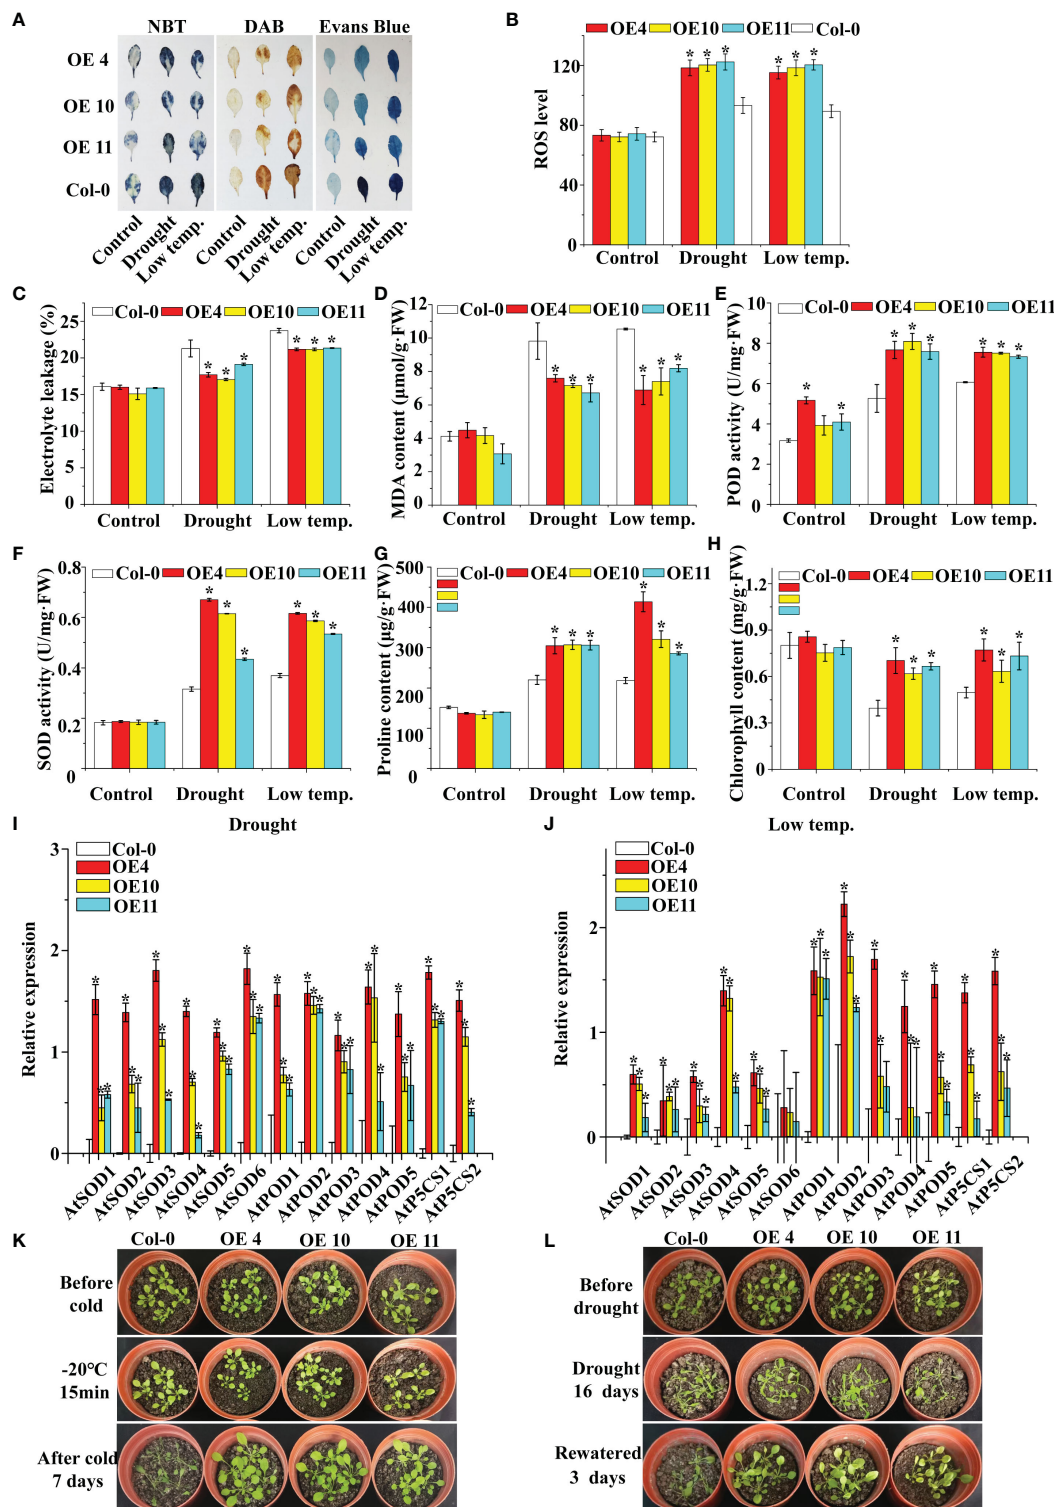 A
NBT DAB Evans Blue
OE 4
OE 10
OE 11
Col-0
Control Drought Low temp. Control Drought Low temp. Control Drought Low temp.
B
OE4 OE10 OE11 Col-0
ROS level
120
80
40
0
* * * * * *
Control Drought Low temp.
C
Col-0 OE4 OE10 OE11
Electrolyte leakage (%)
25
20
15
10
5
0
* * * * * *
Control Drought Low temp.
D
Col-0 OE4 OE10 OE11
MDA content (μmol/g·FW)
12
10
8
6
4
2
0
* * * * * *
Control Drought Low temp.
E
Col-0 OE4 OE10 OE11
POD activity (U/mg·FW)
8
6
4
2
0
* * * * * * * *
Control Drought Low temp.
F
Col-0 OE4 OE10 OE11
SOD activity (U/mg·FW)
0.8
0.6
0.4
0.2
0
* * * * * *
Control Drought Low temp.
G
Col-0 OE4 OE10 OE11
Proline content (μg/g·FW)
500
400
300
200
100
0
* * * * * *
Control Drought Low temp.
H
Col-0 OE4 OE10 OE11
Chlorophyll content (mg/g·FW)
1.2
0.9
0.6
0.3
0
* * * * * *
Control Drought Low temp.
I
Drought
Col-0
OE4
OE10
OE11
Relative expression
3
2
1
0
AtSOD1 AtSOD2 AtSOD3 AtSOD4 AtSOD5 AtSOD6 AtPOD1 AtPOD2 AtPOD3 AtPOD4 AtPOD5 AtP5CS1 AtP5CS2
J
Low temp.
Col-0
OE4
OE10
OE11
Relative expression
2
1
0
AtSOD1 AtSOD2 AtSOD3 AtSOD4 AtSOD5 AtSOD6 AtPOD1 AtPOD2 AtPOD3 AtPOD4 AtPOD5 AtP5CS1 AtP5CS2
K
Col-0 OE 4 OE 10 OE 11
Before
cold
-20°C
15min
After cold
7 days
L
Col-0 OE 4 OE 10 OE 11
Before
drought
Drought
16 days
Rewatered
3 days